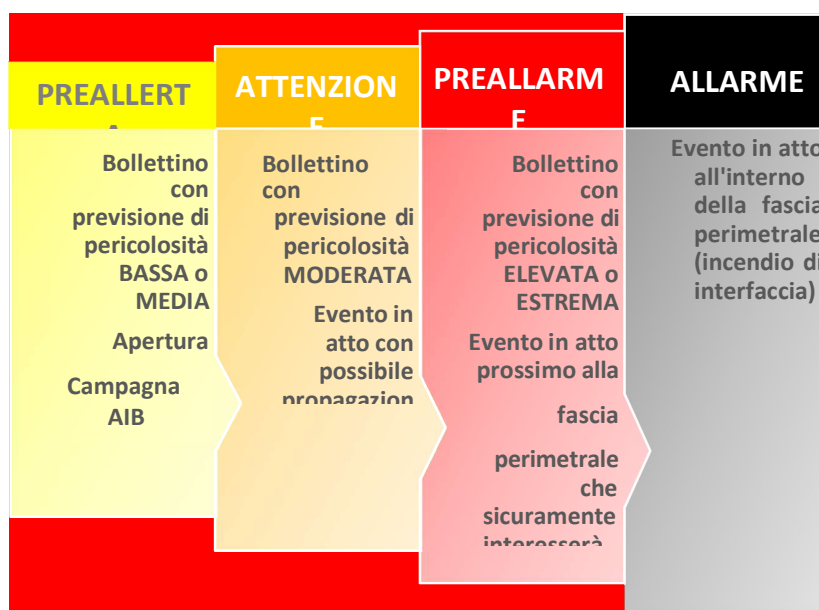 PREALLERT
A
Bollettino
con
previsione di
pericolosità
BASSA o
MEDIA
Apertura
Campagna
AIB
ATTENZION
E
Bollettino
con
previsione di
pericolosità
MODERATA
Evento in
atto con
possibile
propagazion
PREALLARM
E
Bollettino
con
previsione di
pericolosità
ELEVATA o
ESTREMA
Evento in atto
prossimo alla
fascia
perimetrale
che
sicuramente
interesserà
ALLARME
Evento in atto
all'interno
della fascia
perimetrale
(incendio di
interfaccia)